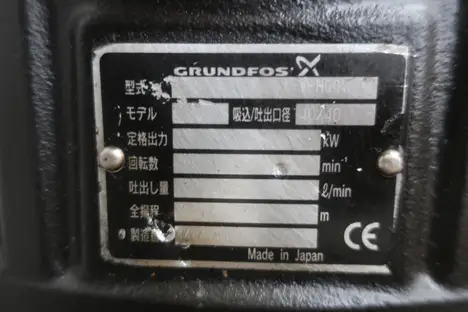 GRUNDFOS
型式
モデル 吸込/吐出口径
定格出力 kW
回転数 min⁻¹
吐出し量 ℓ/min
全揚程 m
製造
CE
Made in Japan